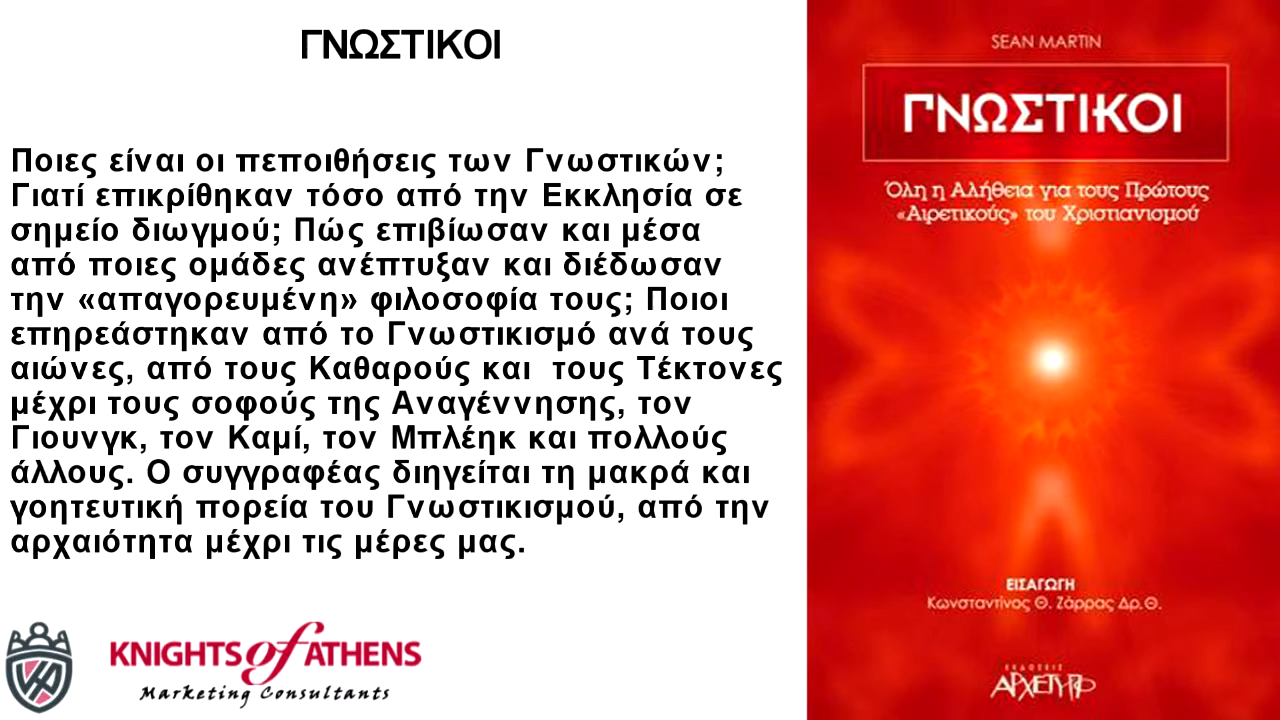 ΓΝΩΣΤΙΚΟΙ
Ποιες είναι οι πεποιθήσεις των Γνωστικών;
Γιατί επικρίθηκαν τόσο από την Εκκλησία σε
σημείο διωγμού; Πώς επιβίωσαν και μέσα
από ποιες ομάδες ανέπτυξαν και διέδωσαν
την «απαγορευμένη» φιλοσοφία τους; Ποιοι
επηρεάστηκαν από το Γνωστικισμό ανά τους
αιώνες, από τους Καθαρούς και  τους Τέκτονες
μέχρι τους σοφούς της Αναγέννησης, τον
Γιουνγκ, τον Καμί, τον Μπλέηκ και πολλούς
άλλους. Ο συγγραφέας διηγείται τη μακρά και
γοητευτική πορεία του Γνωστικισμού, από την
αρχαιότητα μέχρι τις μέρες μας.
KNIGHTS of ATHENS
Marketing Consultants
SEAN MARTIN
ΓΝΩΣΤΙΚΟΙ
Όλη η Αλήθεια για τους Πρώτους
«Αιρετικούς» του Χριστιανισμού
ΕΙΣΑΓΩΓΗ
Κωνσταντίνος Θ. Ζάρρας Δρ.Θ.
ΕΚΔΟΣΕΙΣ
ΑΡΧΕΤΥΠΟ